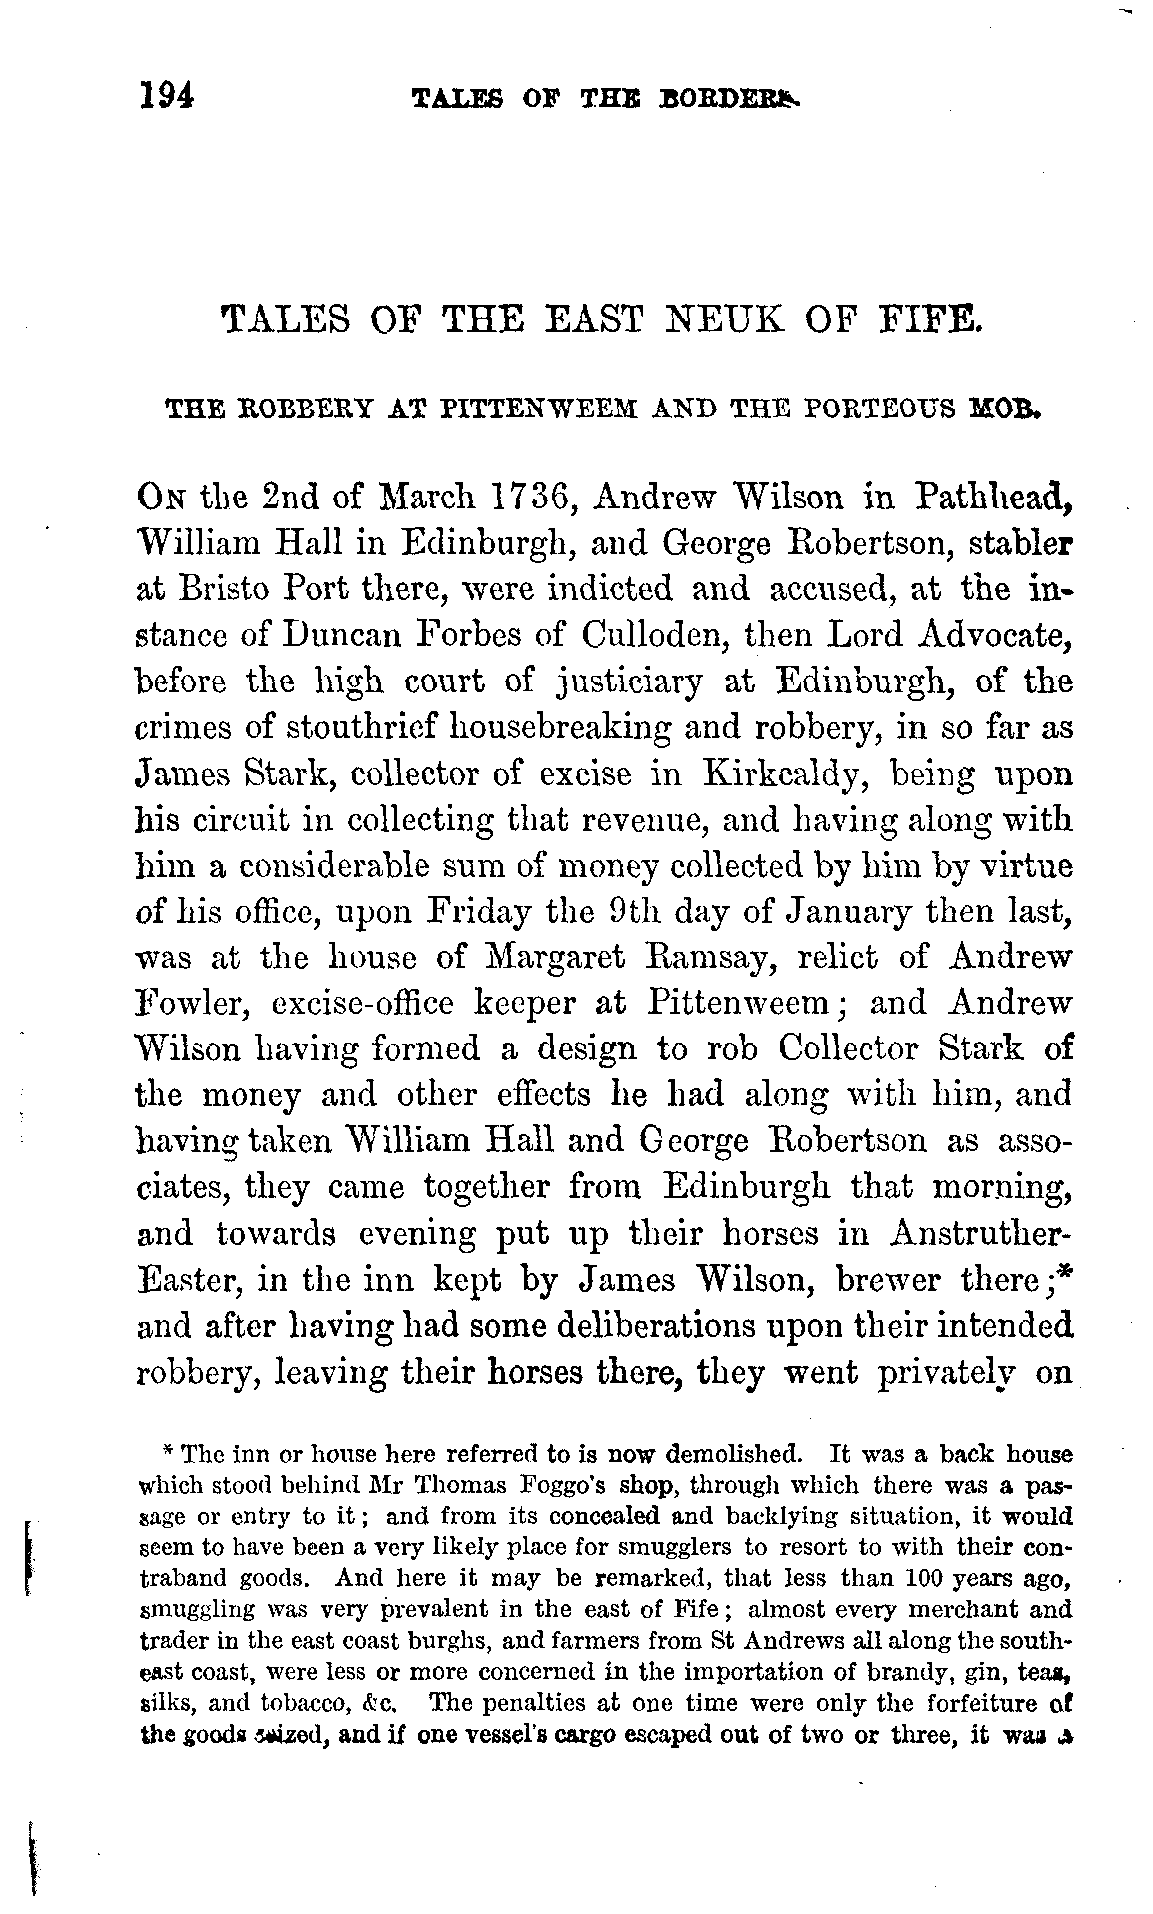 194 TALES OF THE BORDERS.
TALES OF THE EAST NEUK OF FIFE.
THE ROBBERY AT PITTENWEEM AND THE PORTEOUS MOB.
ON the 2nd of March 1736, Andrew Wilson in Pathhead,
William Hall in Edinburgh, and George Robertson, stabler
at Bristo Port there, were indicted and accused, at the in-
stance of Duncan Forbes of Culloden, then Lord Advocate,
before the high court of justiciary at Edinburgh, of the
crimes of stouthrief housebreaking and robbery, in so far as
James Stark, collector of excise in Kirkcaldy, being upon
his circuit in collecting that revenue, and having along with
him a considerable sum of money collected by him by virtue
of his office, upon Friday the 9th day of January then last,
was at the house of Margaret Ramsay, relict of Andrew
Fowler, excise-office keeper at Pittenweem; and Andrew
Wilson having formed a design to rob Collector Stark of
the money and other effects he had along with him, and
having taken William Hall and George Robertson as asso-
ciates, they came together from Edinburgh that morning,
and towards evening put up their horses in Anstruther-
Easter, in the inn kept by James Wilson, brewer there;*
and after having had some deliberations upon their intended
robbery, leaving their horses there, they went privately on
* The inn or house here referred to is now demolished. It was a back house
which stood behind Mr Thomas Foggo's shop, through which there was a pas-
sage or entry to it; and from its concealed and backlying situation, it would
seem to have been a very likely place for smugglers to resort to with their con-
traband goods. And here it may be remarked, that less than 100 years ago,
smuggling was very prevalent in the east of Fife; almost every merchant and
trader in the east coast burghs, and farmers from St Andrews all along the south-
east coast, were less or more concerned in the importation of brandy, gin, teas,
silks, and tobacco, &c. The penalties at one time were only the forfeiture of
the goods seized, and if one vessel's cargo escaped out of two or three, it was a